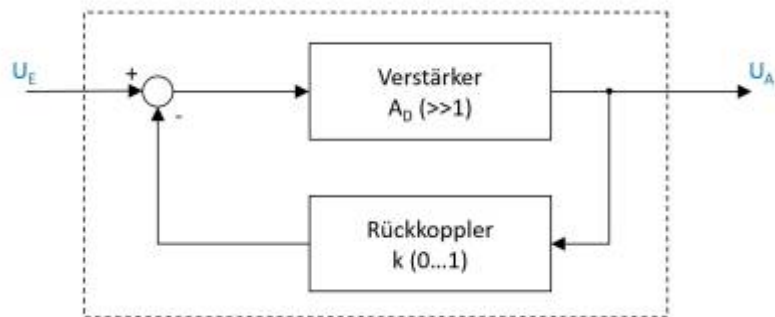 U_E
+
-
Verstärker
A_D (>>1)
U_A
Rückkoppler
k (0...1)